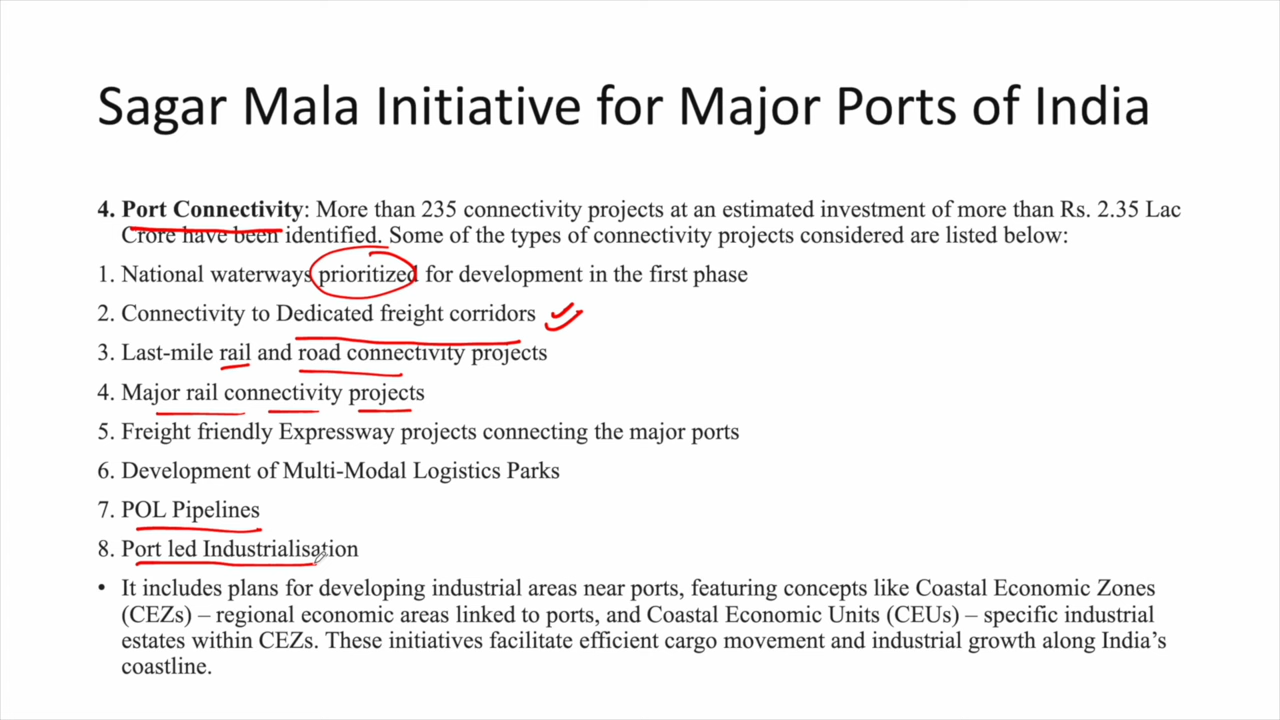 Sagar Mala Initiative for Major Ports of India
4. Port Connectivity: More than 235 connectivity projects at an estimated investment of more than Rs. 2.35 Lac
Crore have been identified. Some of the types of connectivity projects considered are listed below:
1. National waterways prioritized for development in the first phase
2. Connectivity to Dedicated freight corridors
3. Last-mile rail and road connectivity projects
4. Major rail connectivity projects
5. Freight friendly Expressway projects connecting the major ports
6. Development of Multi-Modal Logistics Parks
7. POL Pipelines
8. Port led Industrialisation
• It includes plans for developing industrial areas near ports, featuring concepts like Coastal Economic Zones
(CEZs) – regional economic areas linked to ports, and Coastal Economic Units (CEUs) – specific industrial
estates within CEZs. These initiatives facilitate efficient cargo movement and industrial growth along India’s
coastline.